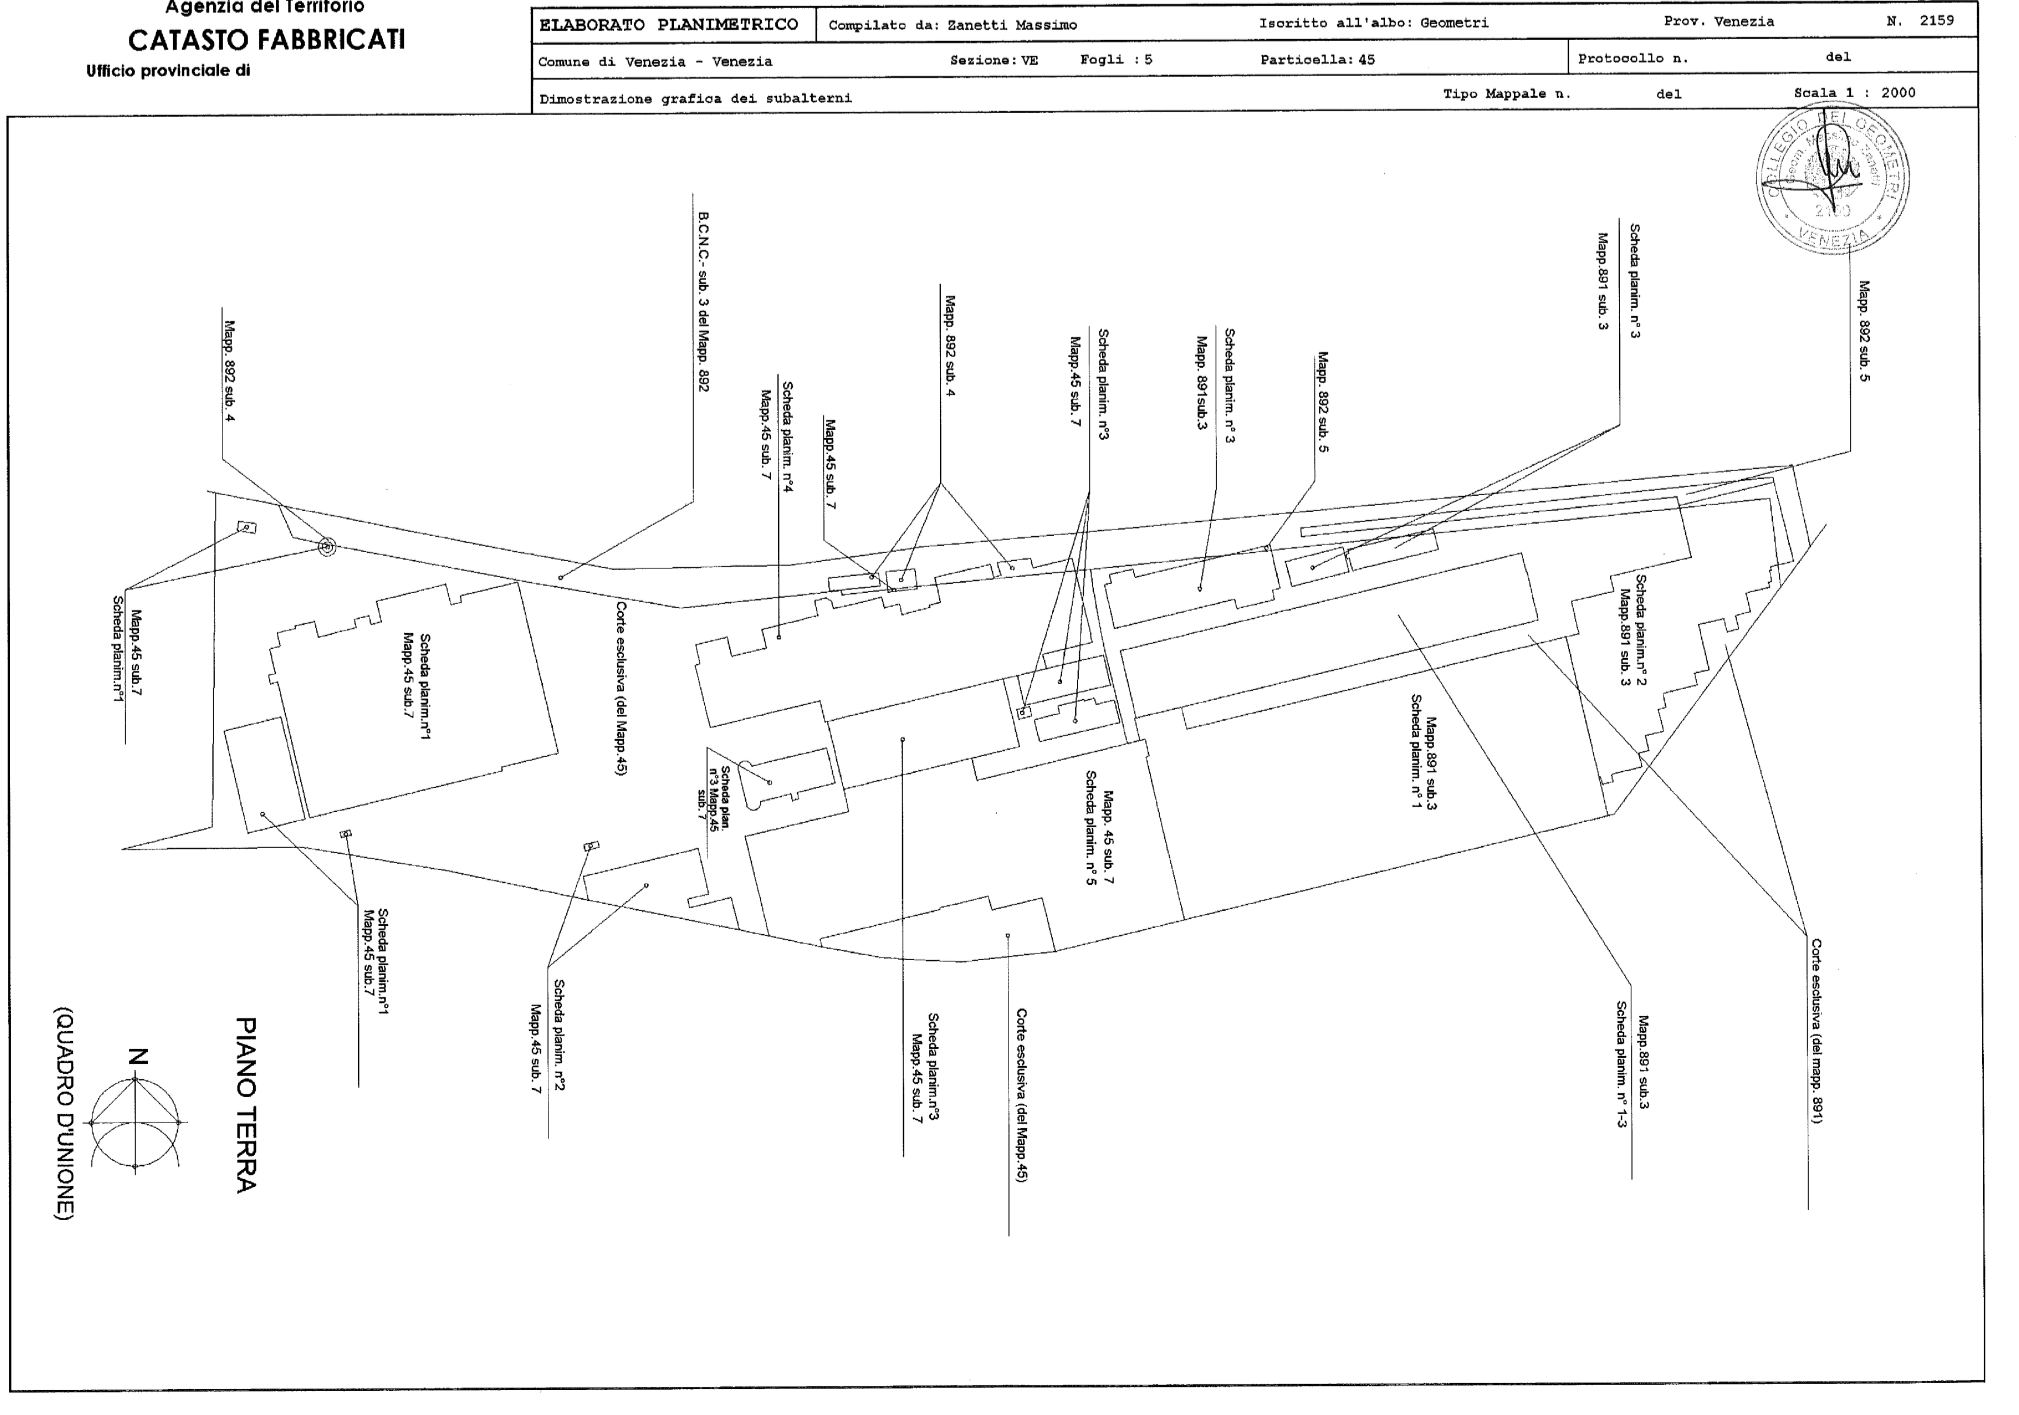 Agenzia del Territorio
CATASTO FABBRICATI
Ufficio provinciale di
ELABORATO PLANIMETRICO
Compilato da: Zanetti Massimo
Iscritto all'albo: Geometri
Prov. Venezia
N. 2159
Comune di Venezia - Venezia
Sezione: VE
Fogli : 5
Particella: 45
Protocollo n.
del
Dimostrazione grafica dei subalterni
Tipo Mappale n.
del
Scala 1 : 2000
COLLEGIO DEI GEOMETRI
VENEZIA
Mapp. 892 sub. 4
B.C.N.C.- sub. 3 del Mapp. 892
Scheda planim. n°4
Mapp.45 sub. 7
Mapp.45 sub. 7
Mapp. 892 sub. 4
Scheda planim. n°3
Mapp.45 sub. 7
Scheda planim. n° 3
Mapp. 891sub.3
Mapp. 892 sub. 5
Scheda planim. n° 3
Mapp.891 sub. 3
Mapp. 892 sub. 5
Mapp.45 sub.7
Scheda planim.n°1
Scheda planim.n°1
Mapp.45 sub.7
Corte esclusiva (del Mapp.45)
Scheda plan.
n°3 Mapp.45
sub. 7
Mapp. 45 sub. 7
Scheda planim. n° 5
Mapp.891 sub.3
Scheda planim. n° 1
Scheda planim.n° 2
Mapp.891 sub. 3
Scheda planim.n°1
Mapp.45 sub.7
Scheda planim. n°2
Mapp.45 sub. 7
Scheda planim.n°3
Mapp.45 sub. 7
Corte esclusiva (del Mapp.45)
Mapp.891 sub.3
Scheda planim. n° 1-3
Corte esclusiva (del mapp. 891)
N
PIANO TERRA
(QUADRO D'UNIONE)